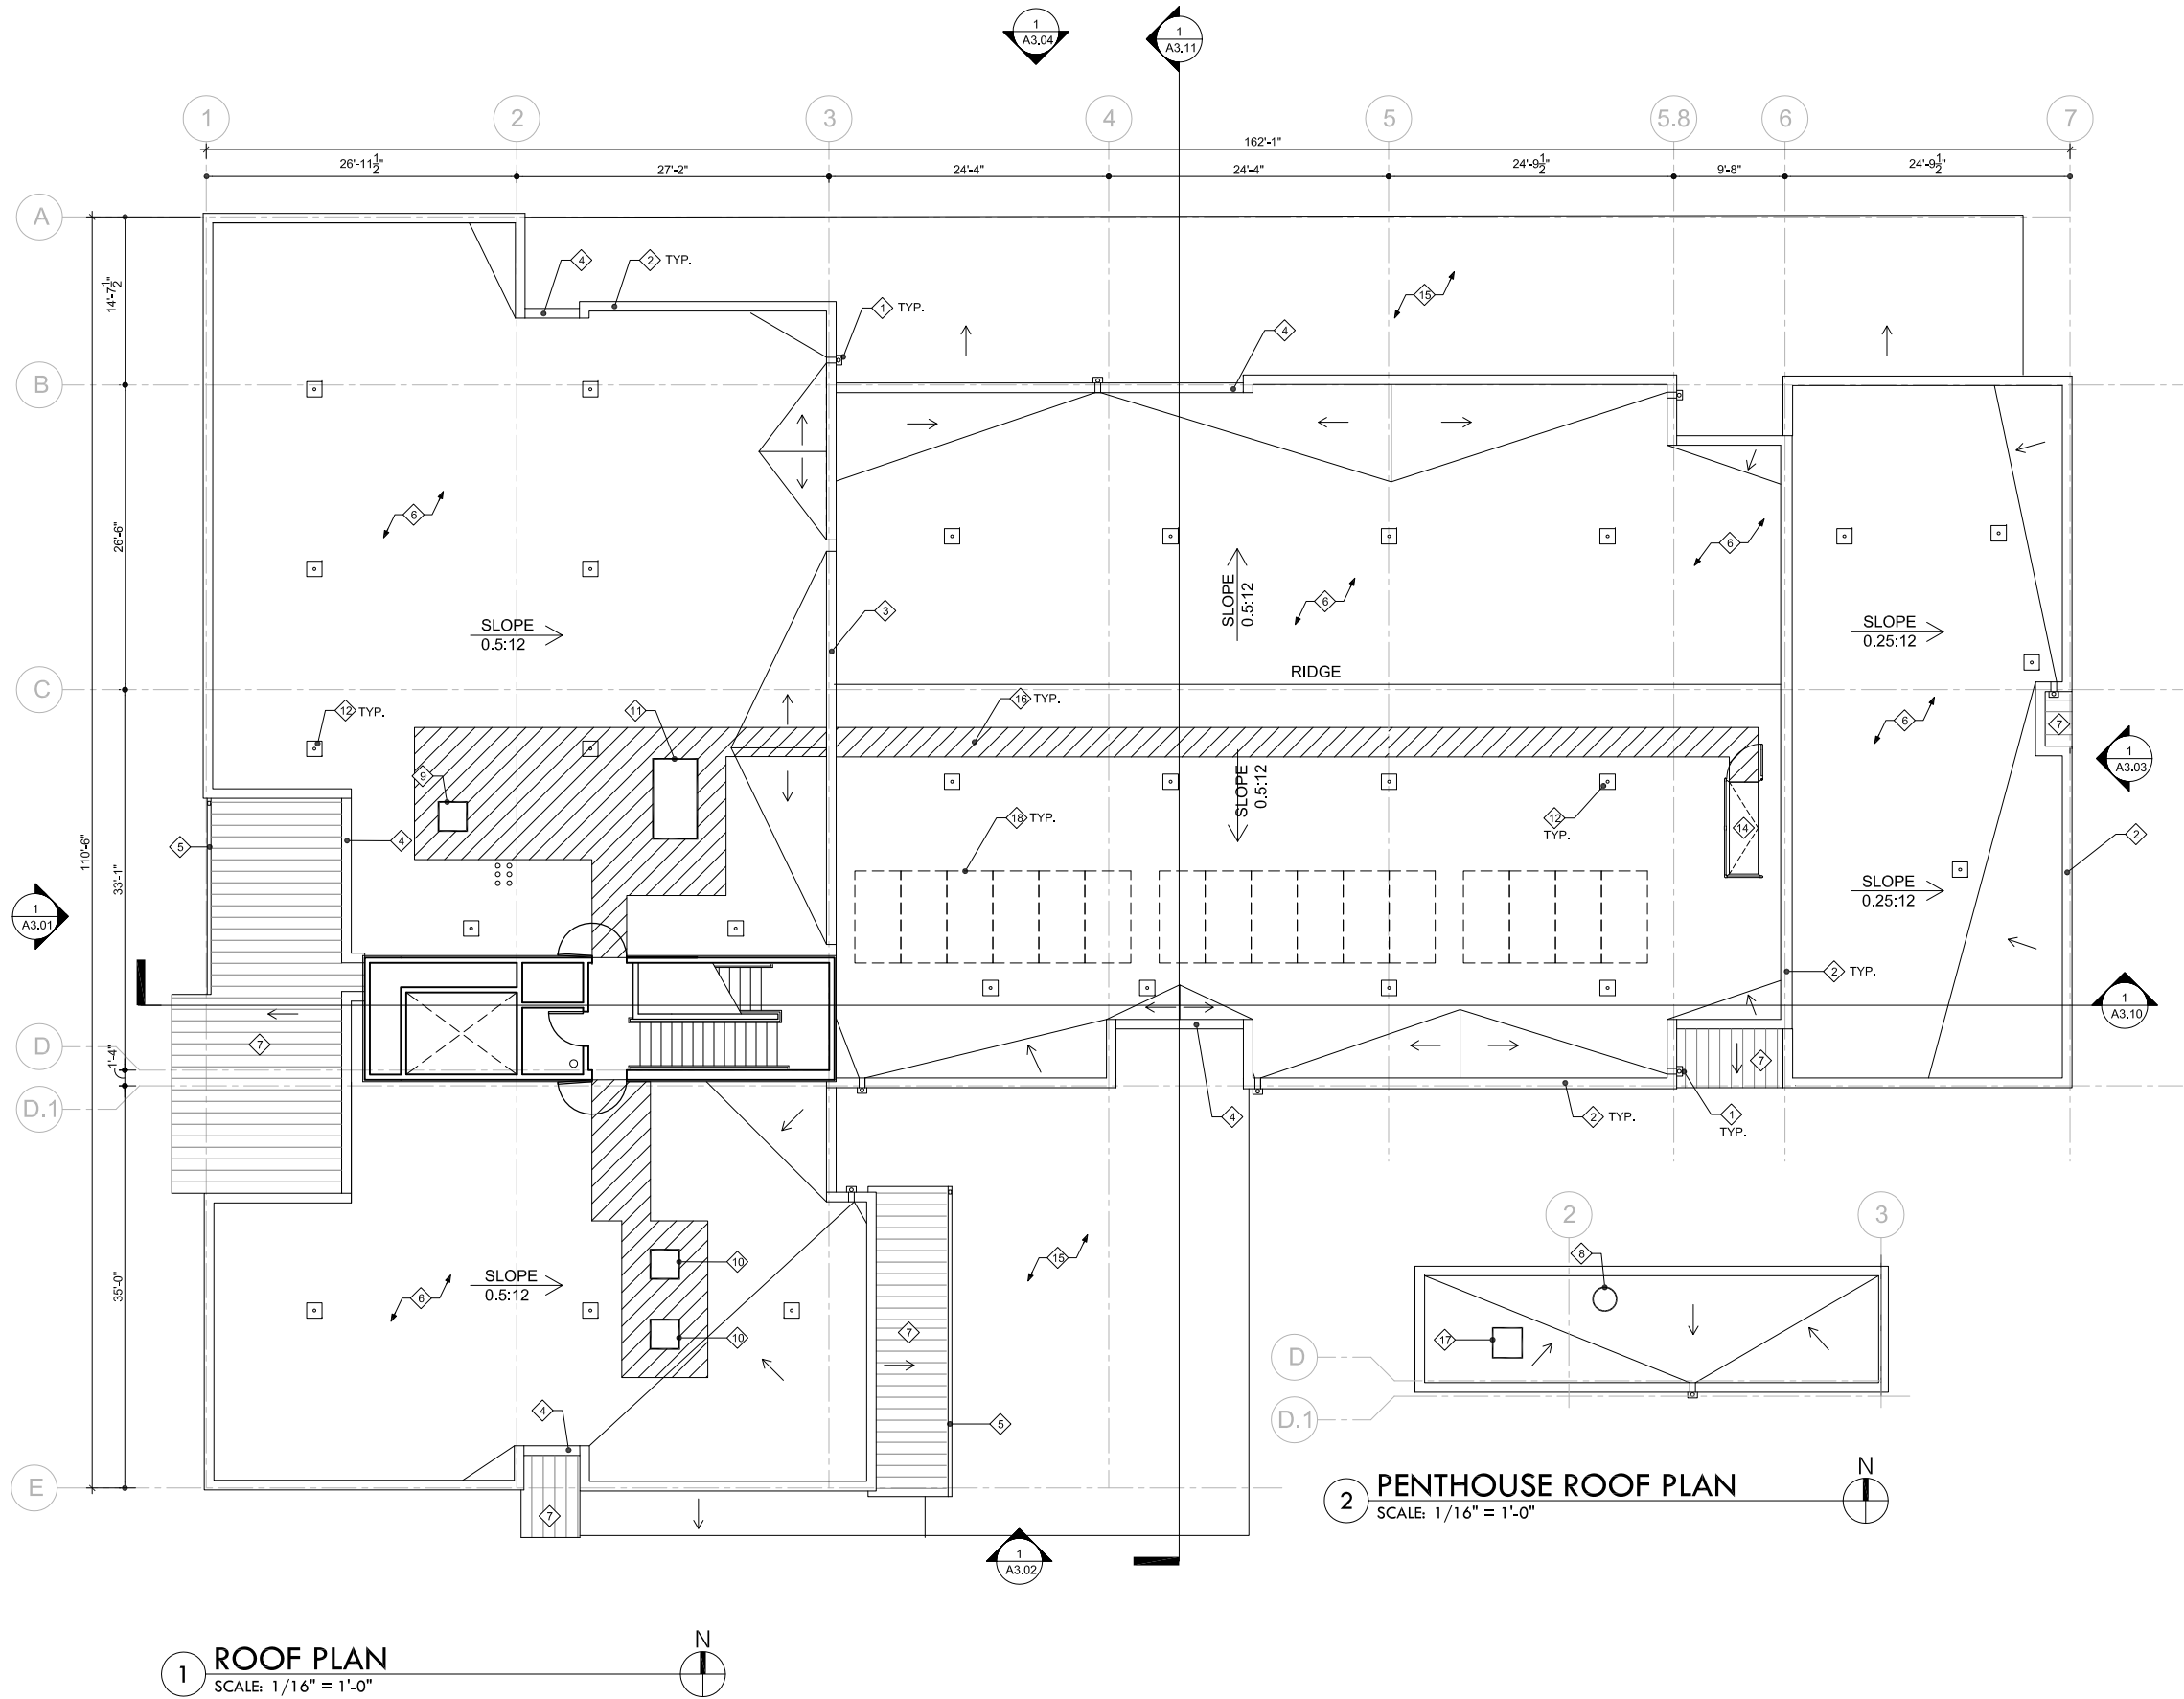 1
A3.04
1
A3.11
1
2
3
4
5
5.8
6
7
162'-1"
26'-11 1/2"
27'-2"
24'-4"
24'-4"
24'-9 1/2"
9'-8"
24'-9 1/2"
A
B
C
D
D.1
E
110'-6"
14'-7 1/2"
26'-6"
33'-1"
1'-4"
35'-0"
4
2 TYP.
1 TYP.
15
4
6
6
6
3
SLOPE
0.5:12
SLOPE
0.5:12
SLOPE
0.25:12
RIDGE
12 TYP.
11
16 TYP.
6
7
1
A3.03
9
SLOPE
0.5:12
18 TYP.
12
TYP.
14
2
5
4
SLOPE
0.25:12
1
A3.01
2 TYP.
1
A3.10
7
7
4
2 TYP.
1
TYP.
10
15
6
SLOPE
0.5:12
10
7
4
5
7
1
A3.02
2
3
8
17
D
D.1
2 PENTHOUSE ROOF PLAN
SCALE: 1/16" = 1'-0"
N
1 ROOF PLAN
SCALE: 1/16" = 1'-0"
N